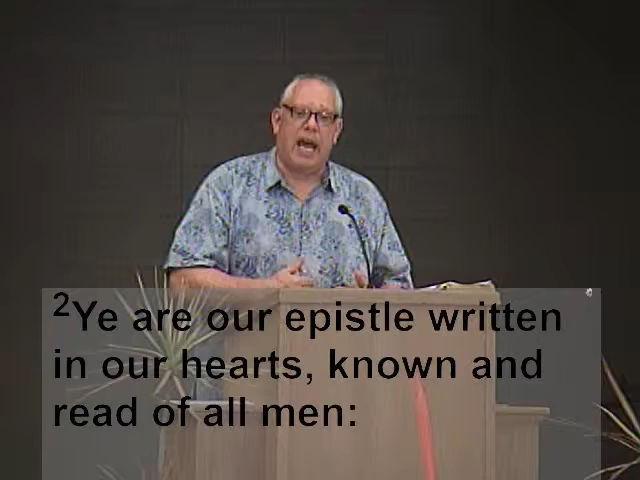 ²Ye are our epistle written
in our hearts, known and
read of all men: